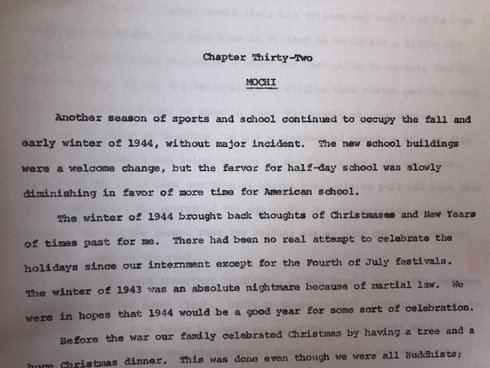 Chapter Thirty-Two
MOCHI
Another season of sports and school continued to occupy the fall and
early winter of 1944, without major incident. The new school buildings
were a welcome change, but the fervor for half-day school was slowly
diminishing in favor of more time for American school.
The winter of 1944 brought back thoughts of Christmases and New Years
of times past for me. There had been no real attempt to celebrate the
holidays since our internment except for the Fourth of July festivals.
The winter of 1943 was an absolute nightmare because of martial law. We
were in hopes that 1944 would be a good year for some sort of celebration.
Before the war our family celebrated Christmas by having a tree and a
huge Christmas dinner. This was done even though we were all Buddhists;